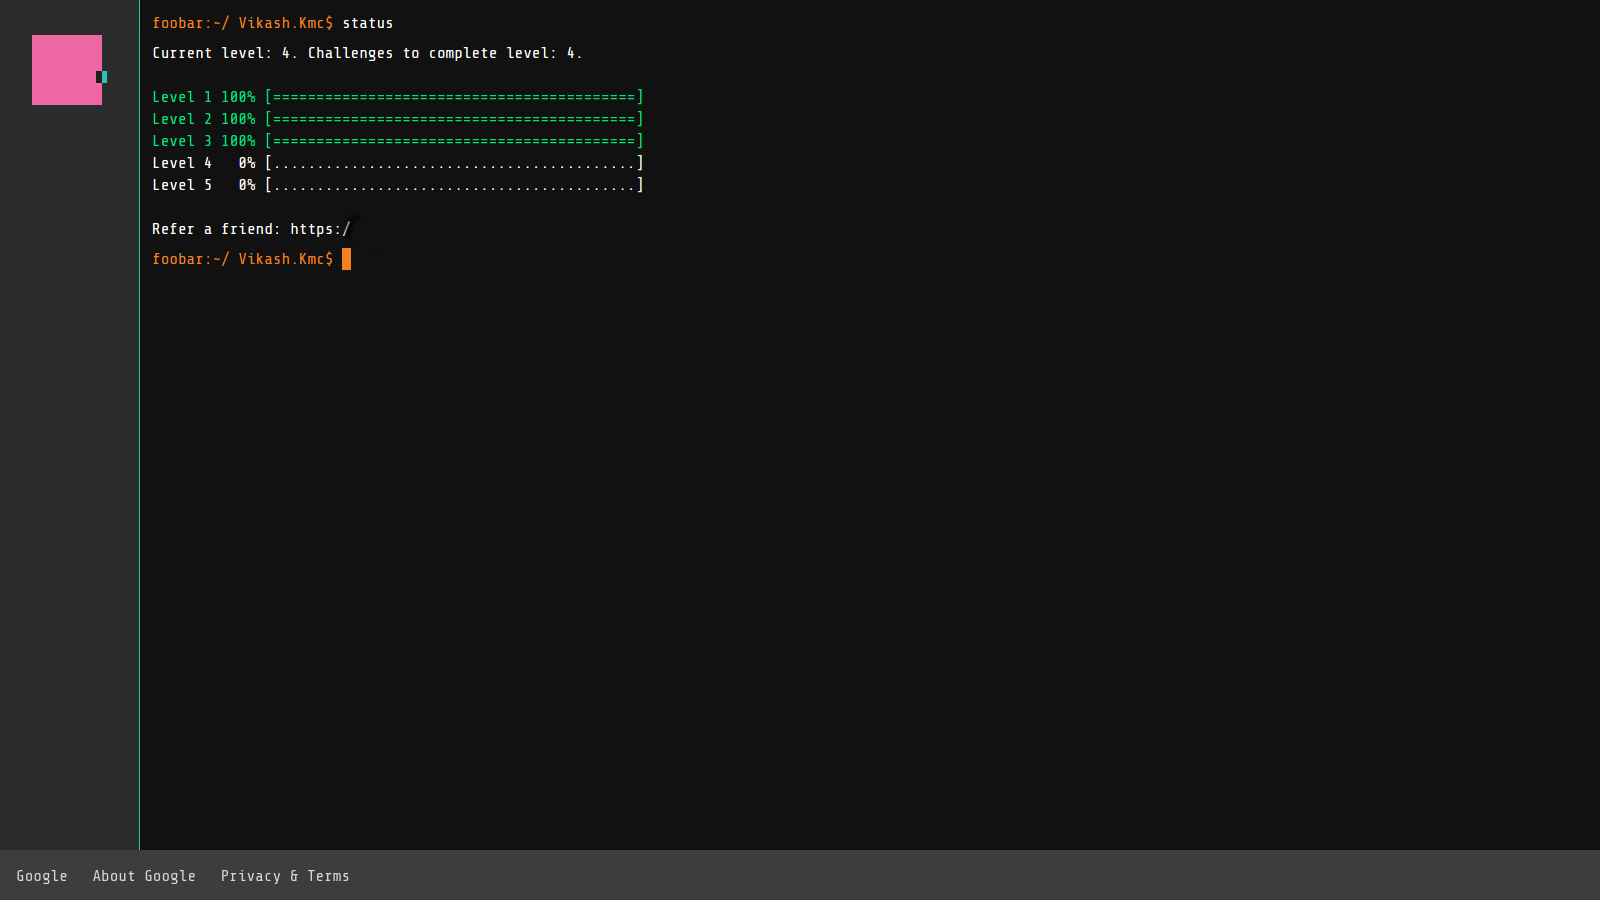 foobar:~/ Vikash.Kmc$ status
Current level: 4. Challenges to complete level: 4.
Level 1 100% [==========================================]
Level 2 100% [==========================================]
Level 3 100% [==========================================]
Level 4   0% [..........................................]
Level 5   0% [..........................................]
Refer a friend: https:/
foobar:~/ Vikash.Kmc$
Google   About Google   Privacy & Terms